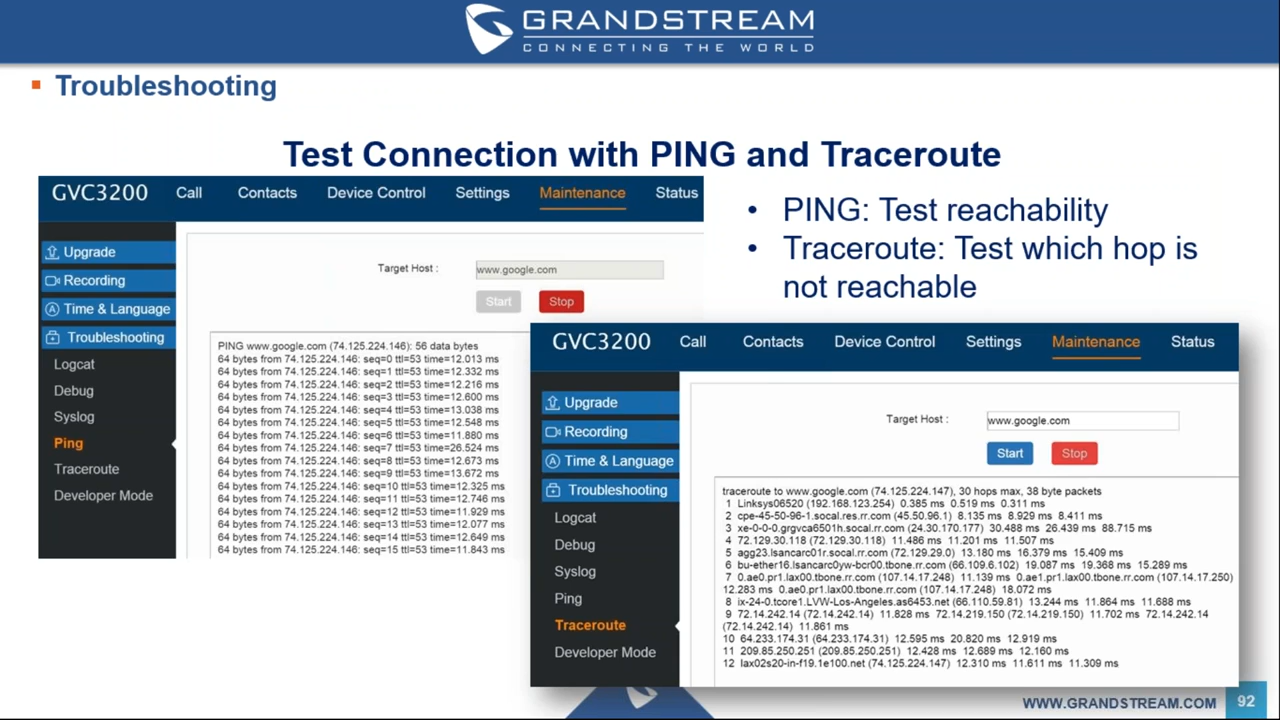 GRANDSTREAM
CONNECTING THE WORLD
Troubleshooting
Test Connection with PING and Traceroute
GVC3200 Call Contacts Device Control Settings Maintenance Status
Upgrade
Recording
Time & Language
Troubleshooting
Logcat
Debug
Syslog
Ping
Traceroute
Developer Mode
Target Host : www.google.com
Start Stop
PING www.google.com (74.125.224.146): 56 data bytes
64 bytes from 74.125.224.146: seq=0 ttl=53 time=12.013 ms
64 bytes from 74.125.224.146: seq=1 ttl=53 time=12.332 ms
64 bytes from 74.125.224.146: seq=2 ttl=53 time=12.216 ms
64 bytes from 74.125.224.146: seq=3 ttl=53 time=12.600 ms
64 bytes from 74.125.224.146: seq=4 ttl=53 time=13.038 ms
64 bytes from 74.125.224.146: seq=5 ttl=53 time=12.548 ms
64 bytes from 74.125.224.146: seq=6 ttl=53 time=11.880 ms
64 bytes from 74.125.224.146: seq=7 ttl=53 time=26.524 ms
64 bytes from 74.125.224.146: seq=8 ttl=53 time=12.673 ms
64 bytes from 74.125.224.146: seq=9 ttl=53 time=13.672 ms
64 bytes from 74.125.224.146: seq=10 ttl=53 time=12.325 ms
64 bytes from 74.125.224.146: seq=11 ttl=53 time=12.746 ms
64 bytes from 74.125.224.146: seq=12 ttl=53 time=11.929 ms
64 bytes from 74.125.224.146: seq=13 ttl=53 time=12.077 ms
64 bytes from 74.125.224.146: seq=14 ttl=53 time=12.649 ms
64 bytes from 74.125.224.146: seq=15 ttl=53 time=11.843 ms
• PING: Test reachability
• Traceroute: Test which hop is
not reachable
GVC3200 Call Contacts Device Control Settings Maintenance Status
Upgrade
Recording
Time & Language
Troubleshooting
Logcat
Debug
Syslog
Ping
Traceroute
Developer Mode
Target Host : www.google.com
Start Stop
traceroute to www.google.com (74.125.224.147), 30 hops max, 38 byte packets
1 Linksys06520 (192.168.123.254) 0.385 ms 0.519 ms 0.311 ms
2 cpe-45-50-96-1.socal.res.rr.com (45.50.96.1) 8.135 ms 8.929 ms 8.411 ms
3 xe-0-0-0.grgvca6501h.socal.rr.com (24.30.170.177) 30.488 ms 26.439 ms 88.715 ms
4 72.129.30.118 (72.129.30.118) 11.486 ms 11.201 ms 11.507 ms
5 agg23.lsancarc01r.socal.rr.com (72.129.29.0) 13.180 ms 16.379 ms 15.409 ms
6 bu-ether16.lsancarc0yw-bcr00.tbone.rr.com (66.109.6.102) 19.087 ms 19.368 ms 15.289 ms
7 0.ae0.pr1.lax00.tbone.rr.com (107.14.17.248) 11.139 ms 0.ae1.pr1.lax00.tbone.rr.com (107.14.17.250)
12.283 ms 0.ae0.pr1.lax00.tbone.rr.com (107.14.17.248) 18.072 ms
8 ix-24-0.tcore1.LVW-Los-Angeles.as6453.net (66.110.59.81) 13.244 ms 11.864 ms 11.688 ms
9 72.14.242.14 (72.14.242.14) 11.828 ms 72.14.219.150 (72.14.219.150) 11.702 ms 72.14.242.14
(72.14.242.14) 11.861 ms
10 64.233.174.31 (64.233.174.31) 12.595 ms 20.820 ms 12.919 ms
11 209.85.250.251 (209.85.250.251) 12.428 ms 12.689 ms 12.160 ms
12 lax02s20-in-f19.1e100.net (74.125.224.147) 12.310 ms 11.611 ms 11.309 ms
WWW.GRANDSTREAM.COM 92